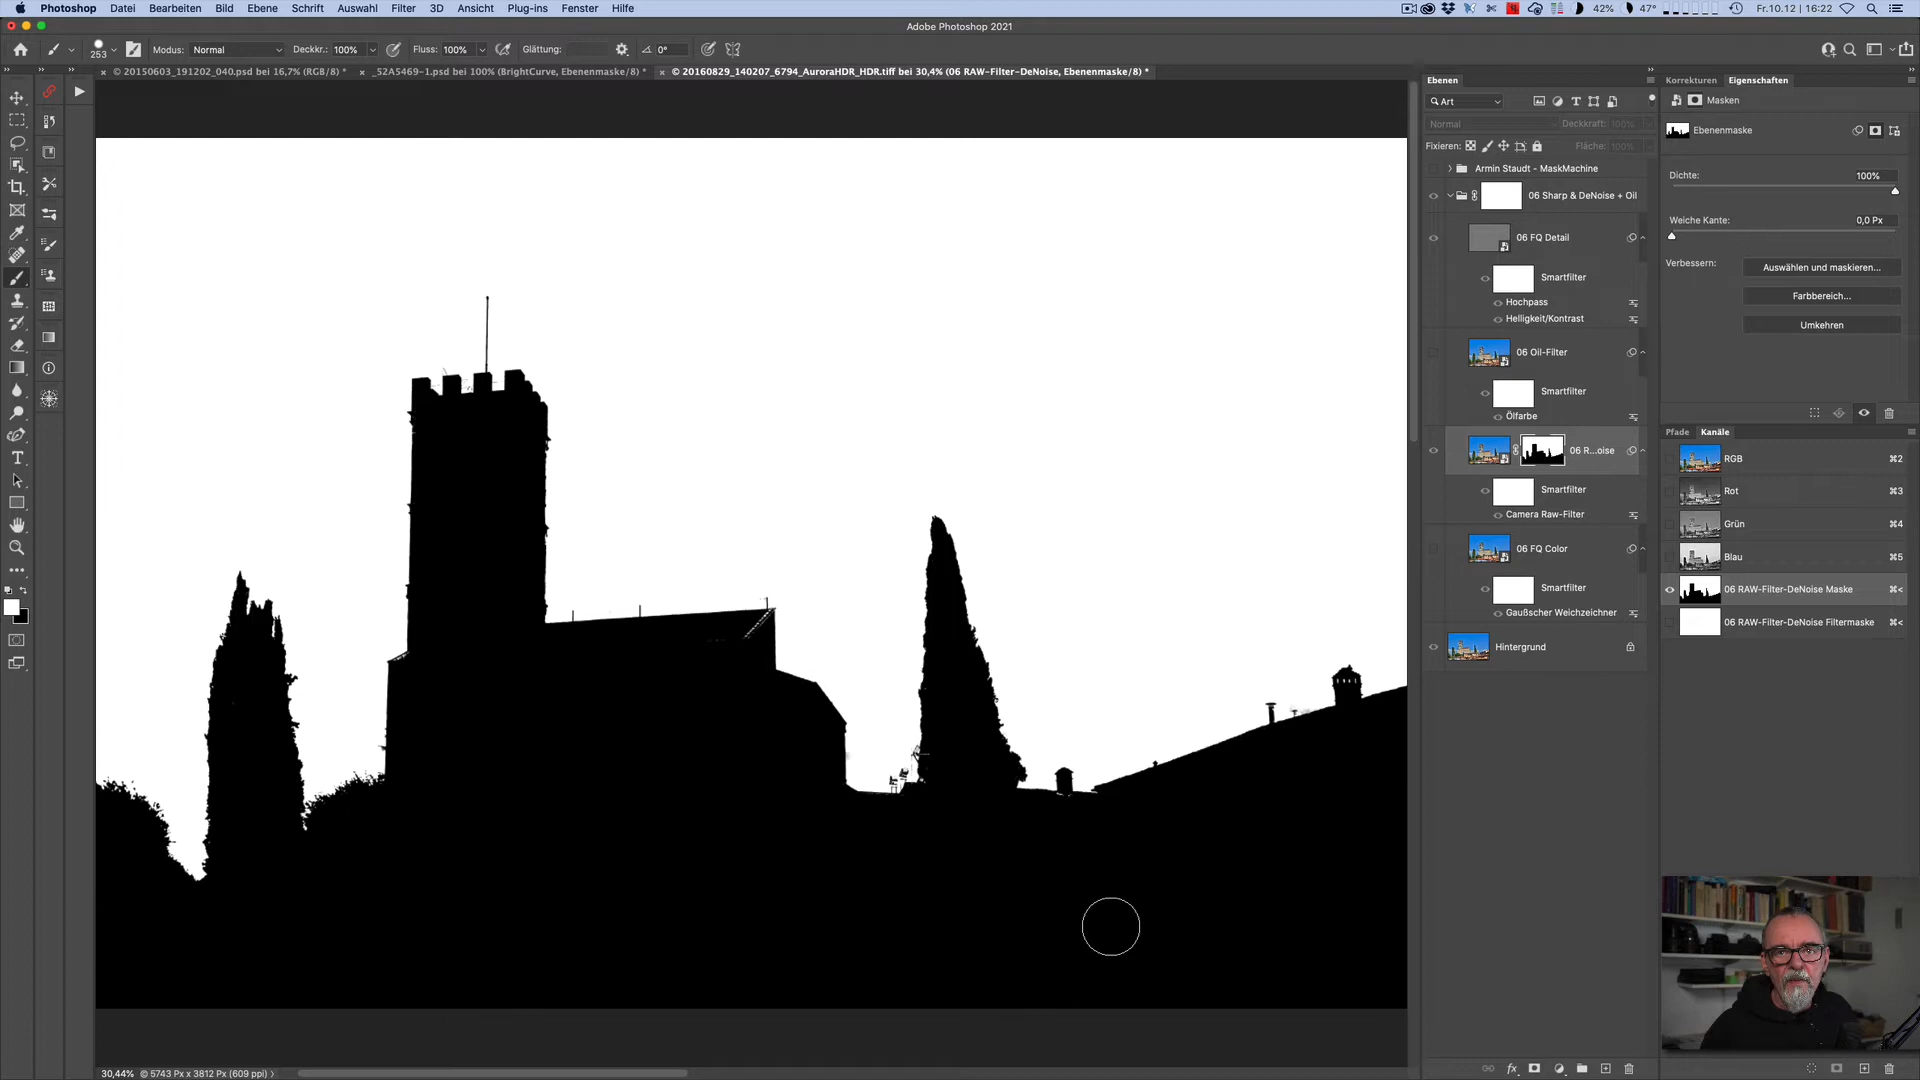 Photoshop Datei Bearbeiten Bild Ebene Schrift Auswahl Filter 3D Ansicht Plug-ins Fenster Hilfe 42% 47° Fr.10.12 16:22
Adobe Photoshop 2021
253 Modus: Normal Deckkr.: 100% Fluss: 100% Glättung: 0°
© 20150603_191202_040.psd bei 16,7% (RGB/8) *
_52A5469-1.psd bei 100% (BrightCurve, Ebenenmaske/8) *
© 20160829_140207_6794_AuroraHDR_HDR.tiff bei 30,4% (06 RAW-Filter-DeNoise, Ebenenmaske/8) *
Ebenen
Art
Normal Deckkraft: 100%
Fixieren: Fläche: 100%
Armin Staudt - MaskMachine
06 Sharp & DeNoise + Oil
06 FQ Detail
Smartfilter
Hochpass
Helligkeit/Kontrast
06 Oil-Filter
Smartfilter
Ölfarbe
06 R...oise
Smartfilter
Camera Raw-Filter
06 FQ Color
Smartfilter
Gaußscher Weichzeichner
Hintergrund
Korrekturen Eigenschaften
Masken
Ebenenmaske
Dichte: 100%
Weiche Kante: 0,0 Px
Verbessern: Auswählen und maskieren...
Farbbereich...
Umkehren
Pfade Kanäle
RGB ⌘2
Rot ⌘3
Grün ⌘4
Blau ⌘5
06 RAW-Filter-DeNoise Maske ⌘<
06 RAW-Filter-DeNoise Filtermaske ⌘<
30,44% © 5743 Px x 3812 Px (609 ppi)